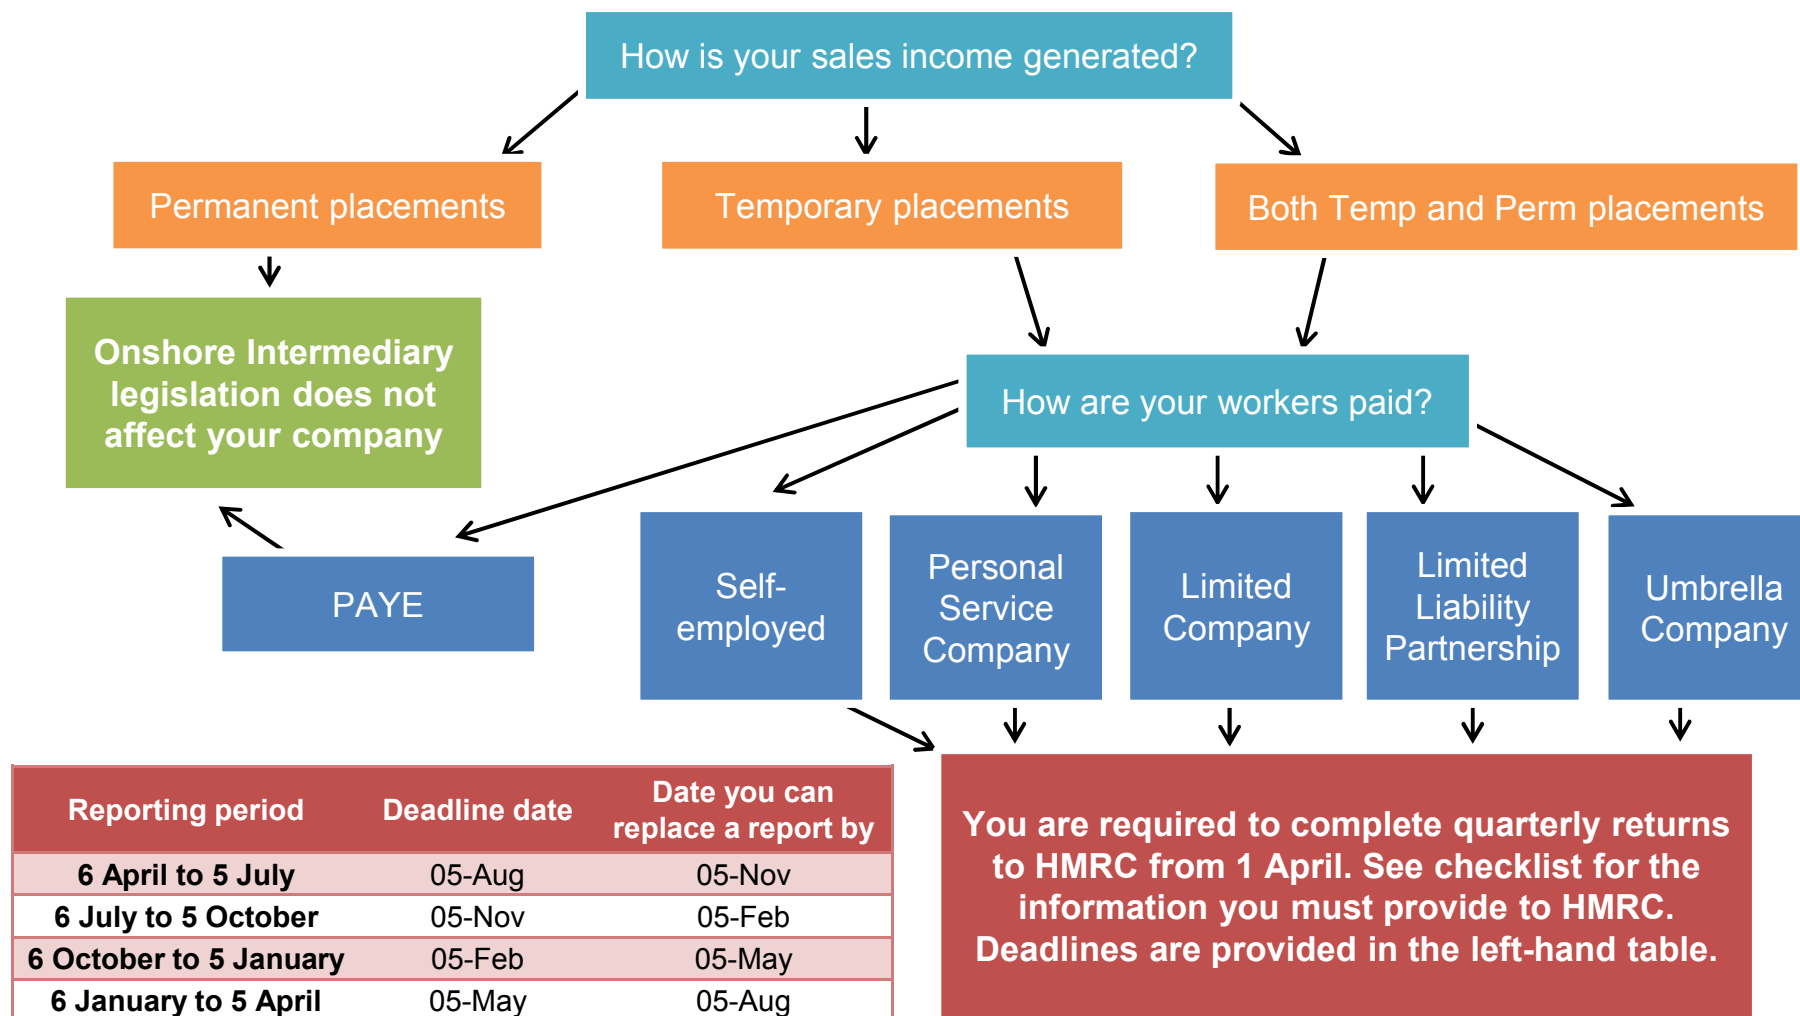 How is your sales income generated?
Permanent placements
Temporary placements
Both Temp and Perm placements
Onshore Intermediary
legislation does not
affect your company
How are your workers paid?
PAYE
Self-
employed
Personal
Service
Company
Limited
Company
Limited
Liability
Partnership
Umbrella
Company
Reporting period Deadline date Date you can
replace a report by
6 April to 5 July 05-Aug 05-Nov
6 July to 5 October 05-Nov 05-Feb
6 October to 5 January 05-Feb 05-May
6 January to 5 April 05-May 05-Aug
You are required to complete quarterly returns
to HMRC from 1 April. See checklist for the
information you must provide to HMRC.
Deadlines are provided in the left-hand table.